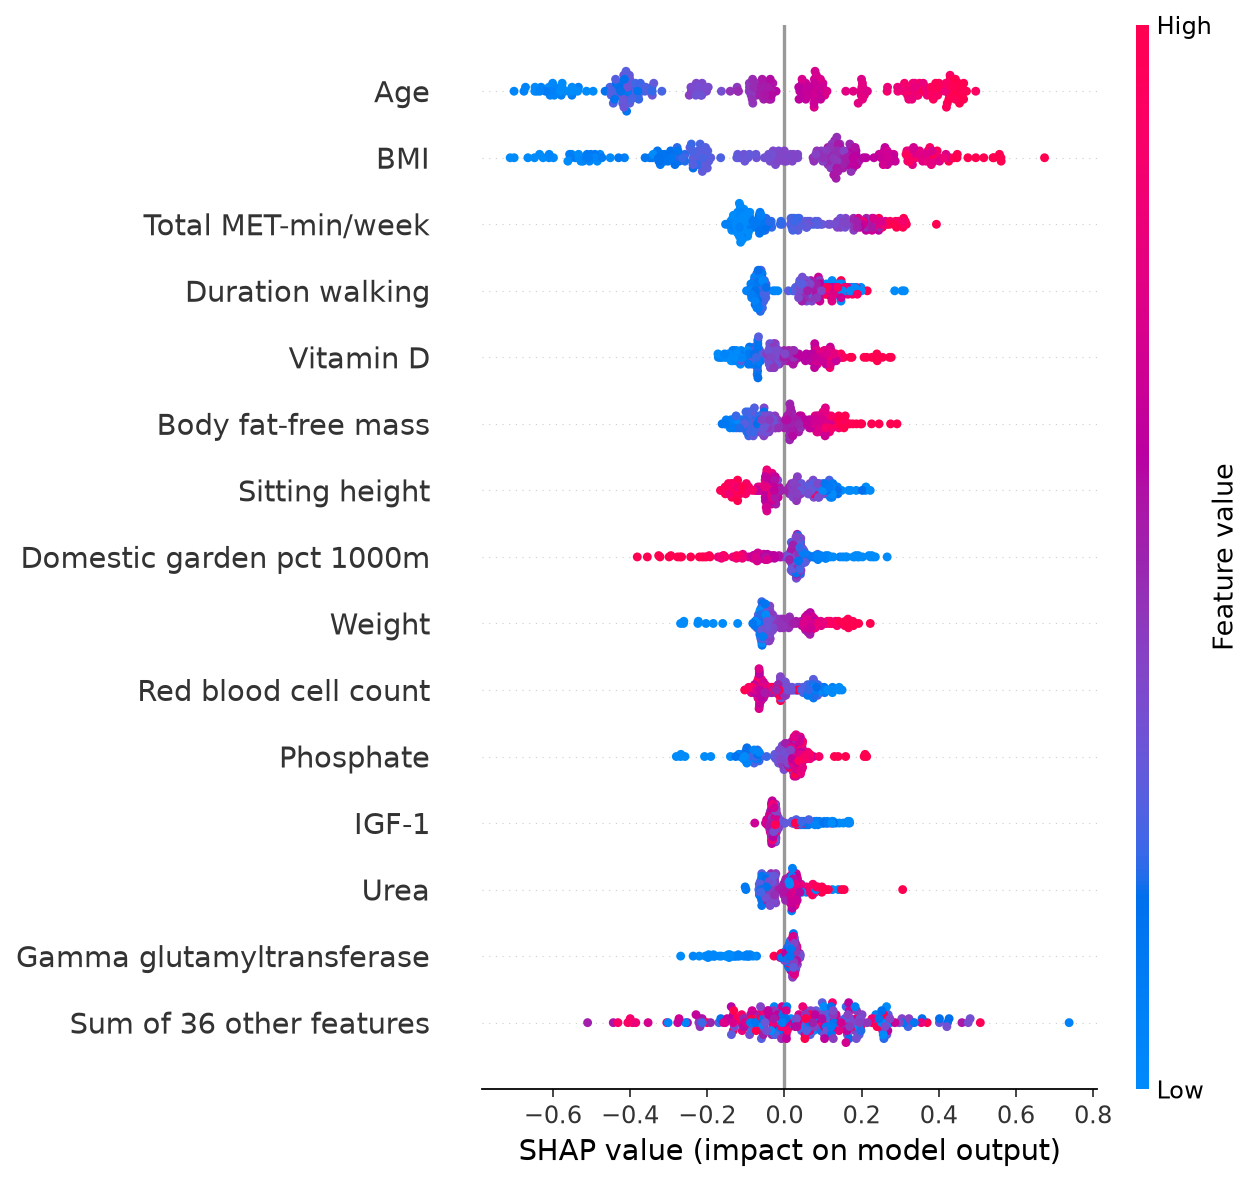 High
Age
BMI
Total MET-min/week
Duration walking
Vitamin D
Body fat-free mass
Sitting height
Domestic garden pct 1000m
Weight
Red blood cell count
Phosphate
IGF-1
Urea
Gamma glutamyltransferase
Sum of 36 other features
Feature value
Low
−0.6 −0.4 −0.2 0.0 0.2 0.4 0.6 0.8
SHAP value (impact on model output)